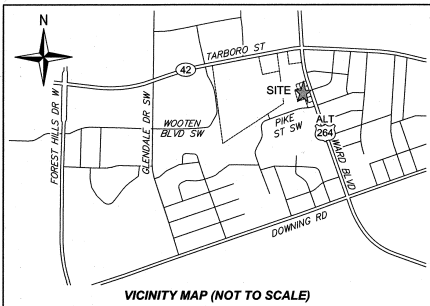 N
TARBORO ST
42
SITE
FOREST HILLS DR W
GLENDALE DR SW
WOOTEN
BLVD SW
PIKE
ST SW
ALT
264
WARD BLVD
DOWNING RD
VICINITY MAP (NOT TO SCALE)